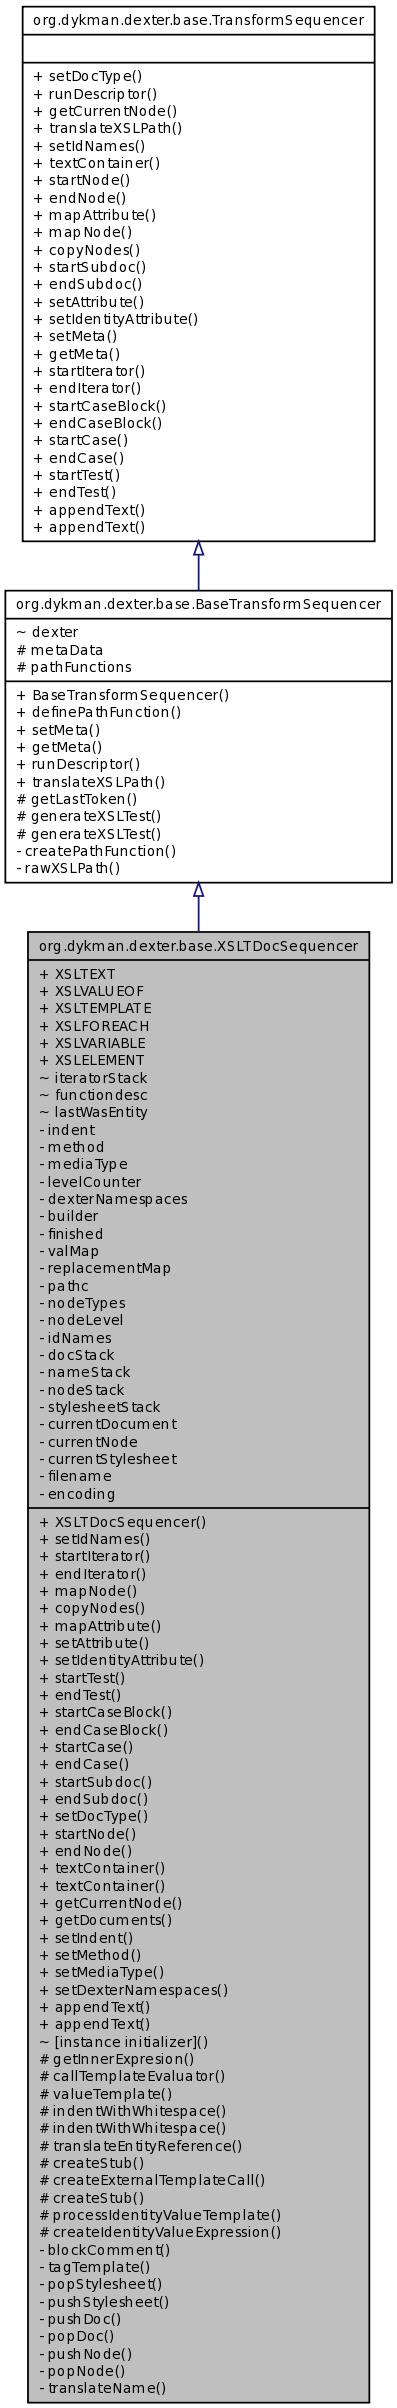 org.dykman.dexter.base.TransformSequencer
+ setDocType()
+ runDescriptor()
+ getCurrentNode()
+ translateXSLPath()
+ setIdNames()
+ textContainer()
+ startNode()
+ endNode()
+ mapAttribute()
+ mapNode()
+ copyNodes()
+ startSubdoc()
+ endSubdoc()
+ setAttribute()
+ setIdentityAttribute()
+ setMeta()
+ getMeta()
+ startIterator()
+ endIterator()
+ startCaseBlock()
+ endCaseBlock()
+ startCase()
+ endCase()
+ startTest()
+ endTest()
+ appendText()
+ appendText()
org.dykman.dexter.base.BaseTransformSequencer
~ dexter
# metaData
# pathFunctions
+ BaseTransformSequencer()
+ definePathFunction()
+ setMeta()
+ getMeta()
+ runDescriptor()
+ translateXSLPath()
# getLastToken()
# generateXSLTest()
# generateXSLTest()
- createPathFunction()
- rawXSLPath()
org.dykman.dexter.base.XSLTDocSequencer
+ XSLTEXT
+ XSLVALUEOF
+ XSLTEMPLATE
+ XSLFOREACH
+ XSLVARIABLE
+ XSLELEMENT
~ iteratorStack
~ functiondesc
~ lastWasEntity
- indent
- method
- mediaType
- levelCounter
- dexterNamespaces
- builder
- finished
- valMap
- replacementMap
- pathc
- nodeTypes
- nodeLevel
- idNames
- docStack
- nameStack
- nodeStack
- stylesheetStack
- currentDocument
- currentNode
- currentStylesheet
- filename
- encoding
+ XSLTDocSequencer()
+ setIdNames()
+ startIterator()
+ endIterator()
+ mapNode()
+ copyNodes()
+ mapAttribute()
+ setAttribute()
+ setIdentityAttribute()
+ startTest()
+ endTest()
+ startCaseBlock()
+ endCaseBlock()
+ startCase()
+ endCase()
+ startSubdoc()
+ endSubdoc()
+ setDocType()
+ startNode()
+ endNode()
+ textContainer()
+ textContainer()
+ getCurrentNode()
+ getDocuments()
+ setIndent()
+ setMethod()
+ setMediaType()
+ setDexterNamespaces()
+ appendText()
+ appendText()
~ [instance initializer]()
# getInnerExpresion()
# callTemplateEvaluator()
# valueTemplate()
# indentWithWhitespace()
# indentWithWhitespace()
# translateEntityReference()
# createStub()
# createExternalTemplateCall()
# createStub()
# processIdentityValueTemplate()
# createIdentityValueExpression()
- blockComment()
- tagTemplate()
- popStylesheet()
- pushStylesheet()
- pushDoc()
- popDoc()
- pushNode()
- popNode()
- translateName()